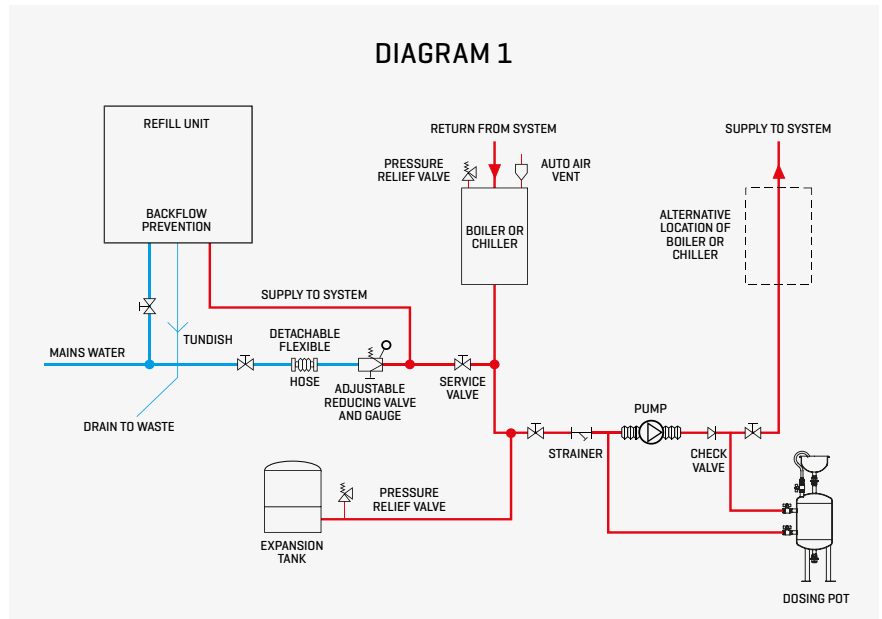 DIAGRAM 1
REFILL UNIT
BACKFLOW
PREVENTION
RETURN FROM SYSTEM
SUPPLY TO SYSTEM
PRESSURE
RELIEF VALVE
AUTO AIR
VENT
BOILER OR
CHILLER
ALTERNATIVE
LOCATION OF
BOILER OR
CHILLER
SUPPLY TO SYSTEM
TUNDISH
DETACHABLE
FLEXIBLE
HOSE
MAINS WATER
ADJUSTABLE
REDUCING VALVE
AND GAUGE
SERVICE
VALVE
DRAIN TO WASTE
PUMP
STRAINER
CHECK
VALVE
PRESSURE
RELIEF VALVE
EXPANSION
TANK
DOSING POT